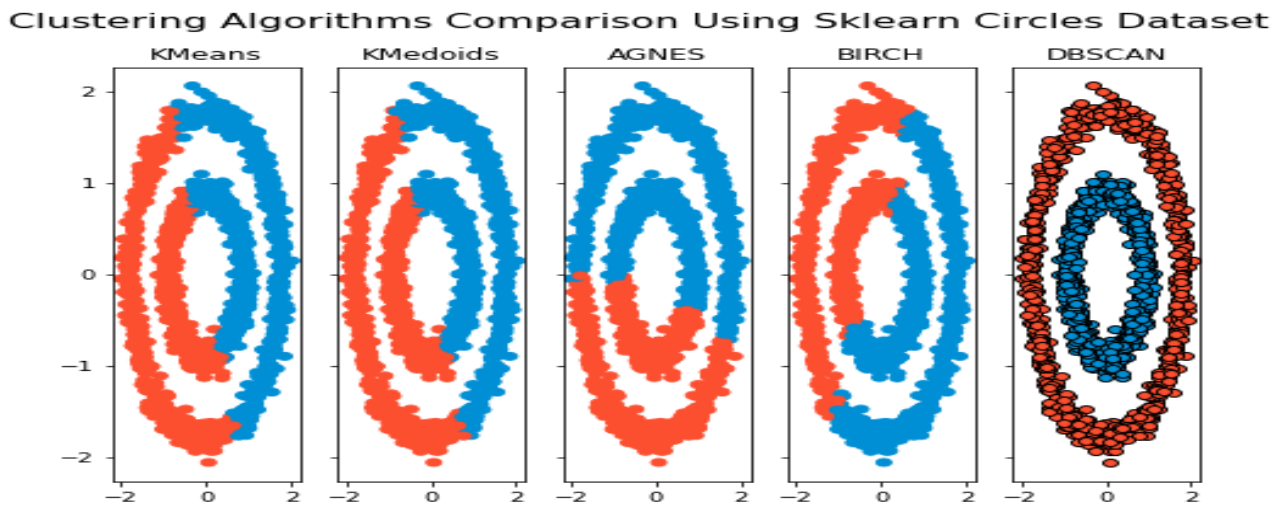 Clustering Algorithms Comparison Using Sklearn Circles Dataset
KMeans KMedoids AGNES BIRCH DBSCAN
2
1
0
−1
−2
−2 0 2 −2 0 2 −2 0 2 −2 0 2 −2 0 2